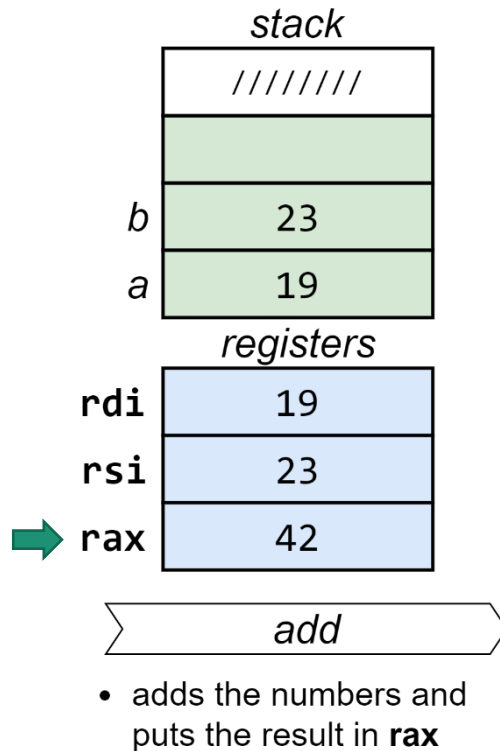 stack
////////
b 23
a 19
registers
rdi 19
rsi 23
rax 42
add
• adds the numbers and
puts the result in rax